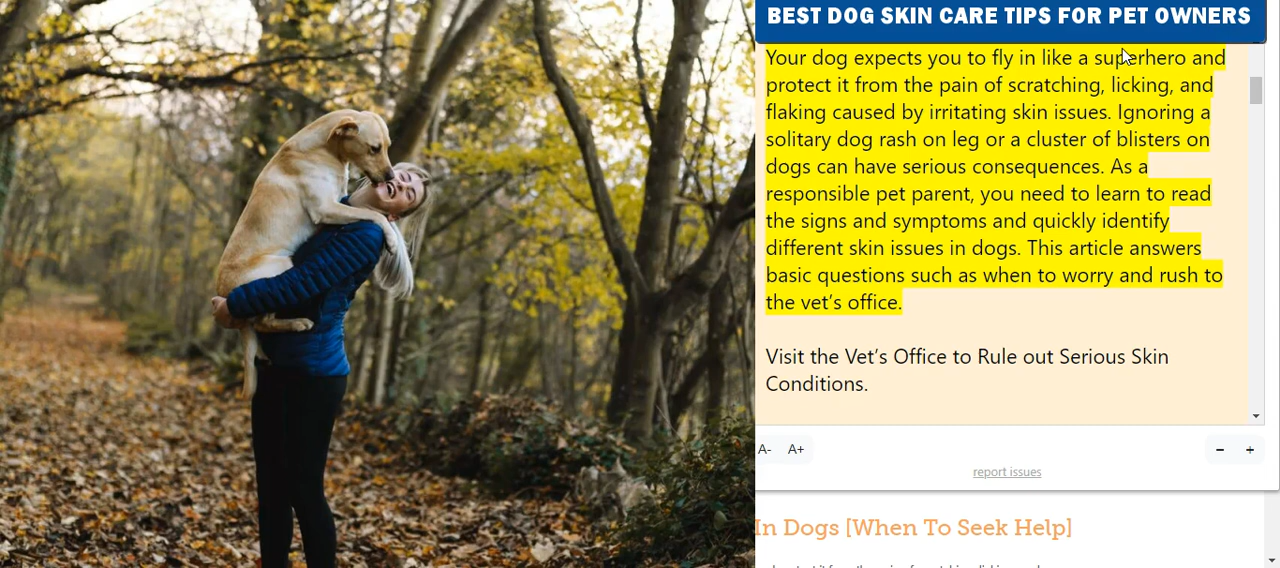 BEST DOG SKIN CARE TIPS FOR PET OWNERS
Your dog expects you to fly in like a superhero and
protect it from the pain of scratching, licking, and
flaking caused by irritating skin issues. Ignoring a
solitary dog rash on leg or a cluster of blisters on
dogs can have serious consequences. As a
responsible pet parent, you need to learn to read
the signs and symptoms and quickly identify
different skin issues in dogs. This article answers
basic questions such as when to worry and rush to
the vet’s office.
Visit the Vet’s Office to Rule out Serious Skin
Conditions.
A- A+ − +
report issues
In Dogs [When To Seek Help]